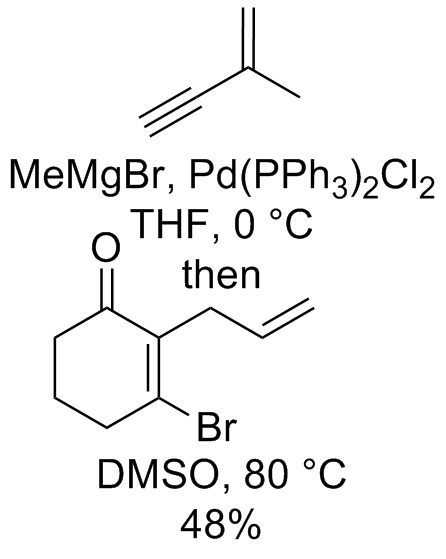 MeMgBr, Pd(PPh3)2Cl2
THF, 0 °C
then
O
Br
DMSO, 80 °C
48%